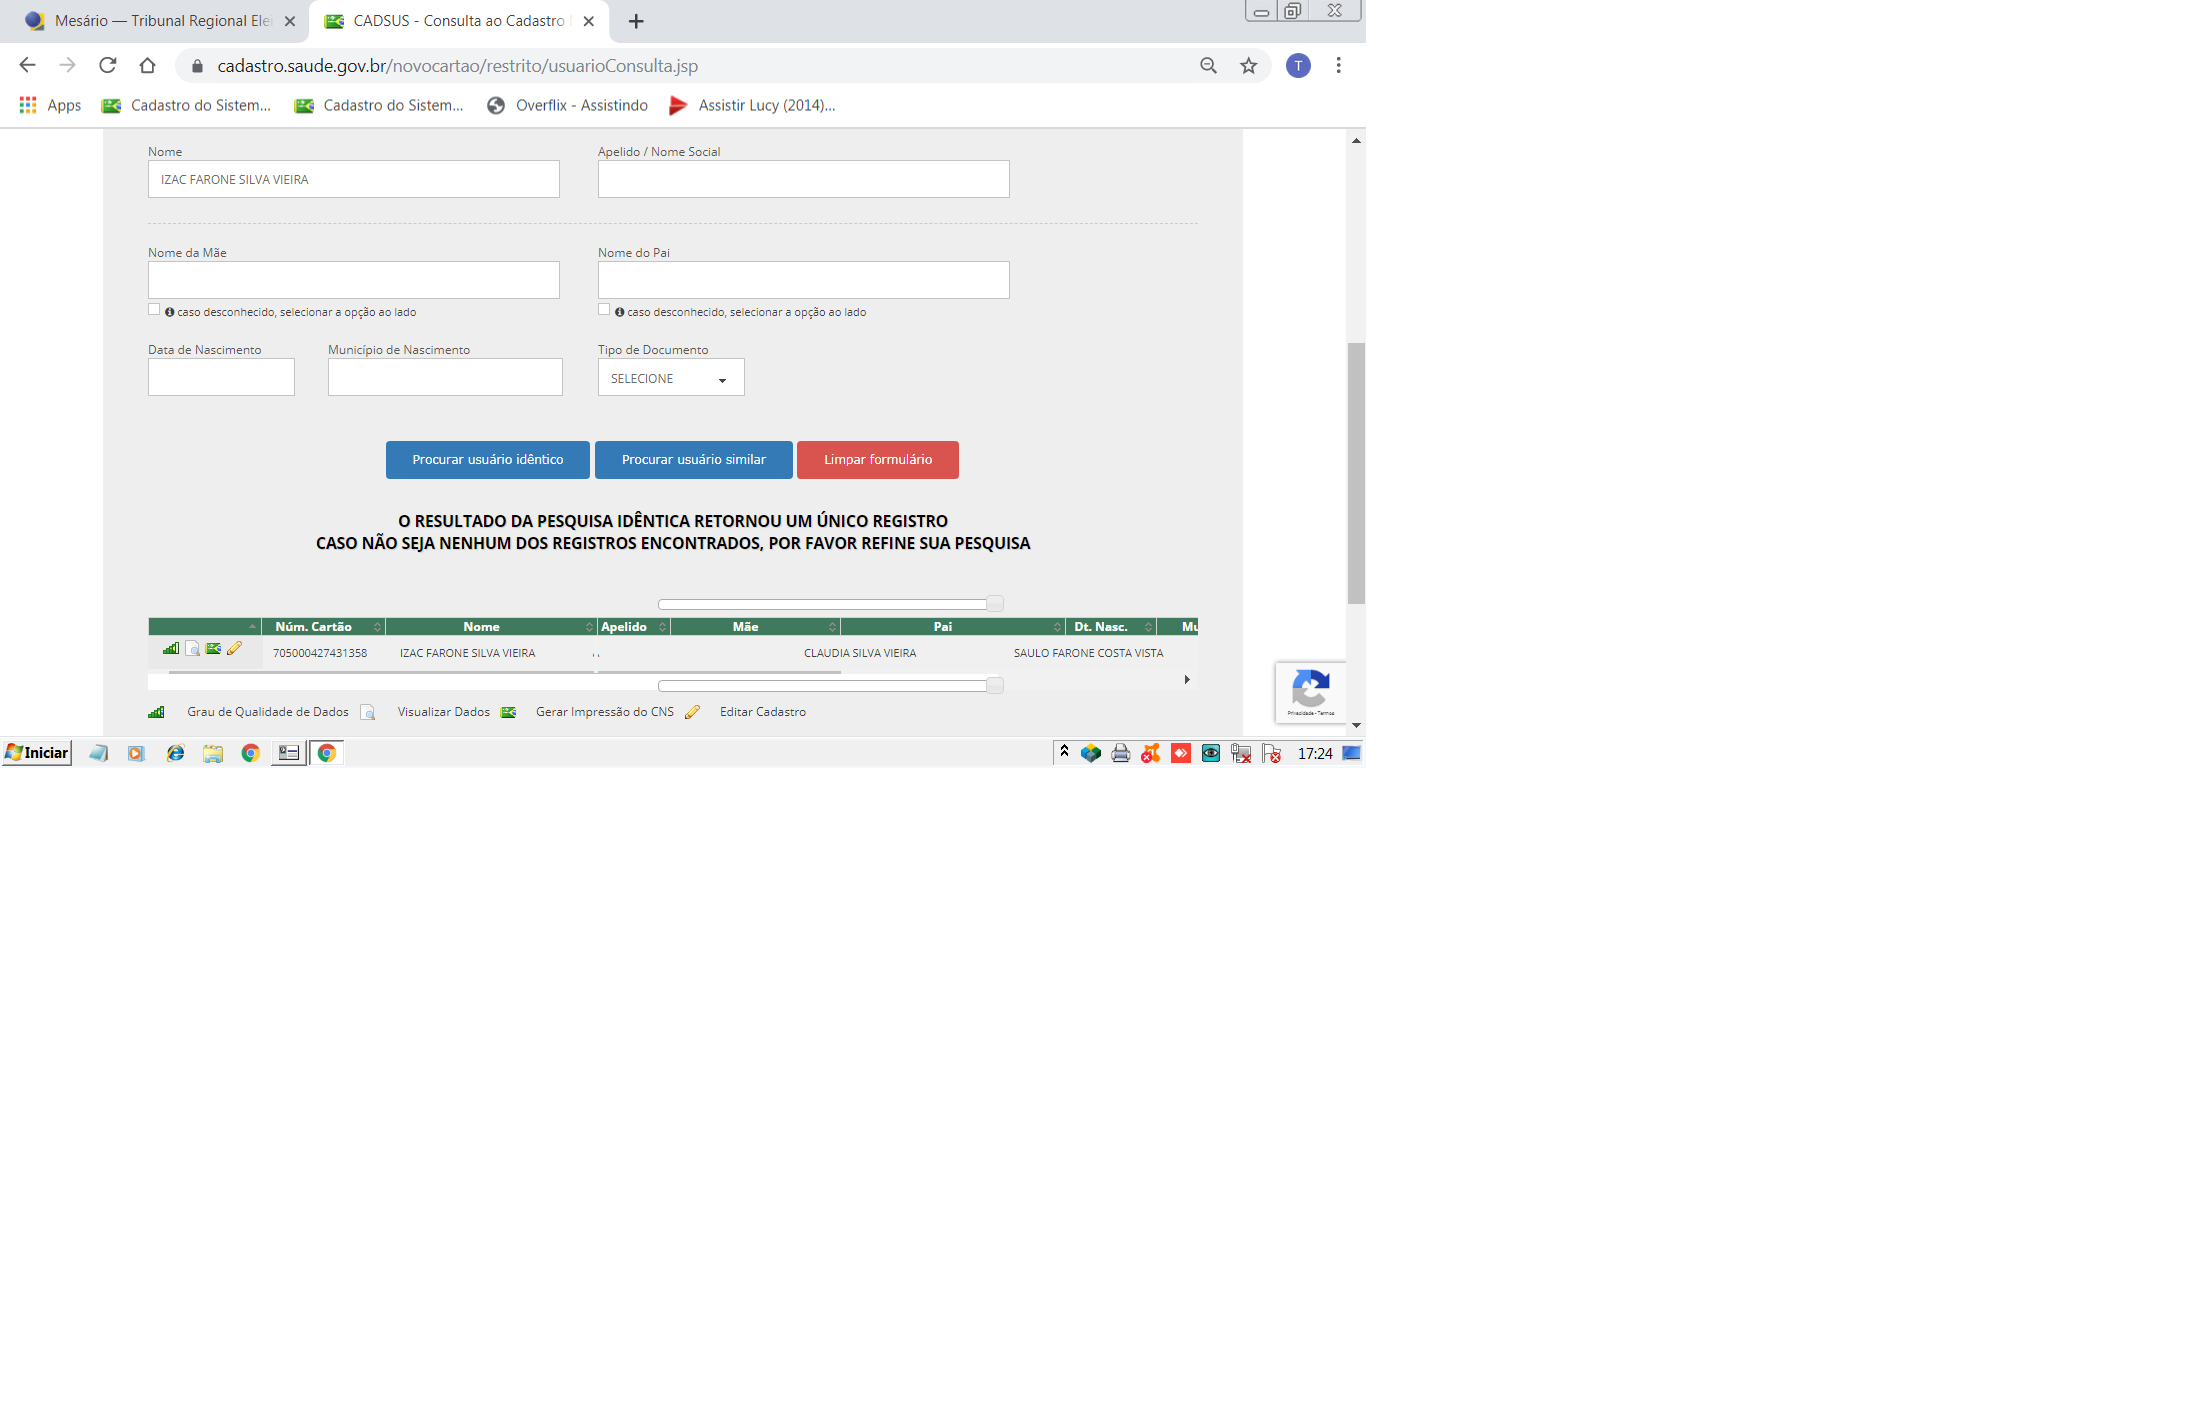 Mesário — Tribunal Regional Elei
CADSUS - Consulta ao Cadastro
cadastro.saude.gov.br/novocartao/restrito/usuarioConsulta.jsp
T
Apps
Cadastro do Sistem...
Cadastro do Sistem...
Overflix - Assistindo
Assistir Lucy (2014)...
Nome
Apelido / Nome Social
IZAC FARONE SILVA VIEIRA
Nome da Mãe
Nome do Pai
caso desconhecido, selecionar a opção ao lado
caso desconhecido, selecionar a opção ao lado
Data de Nascimento
Município de Nascimento
Tipo de Documento
SELECIONE
Procurar usuário idêntico
Procurar usuário similar
Limpar formulário
O RESULTADO DA PESQUISA IDÊNTICA RETORNOU UM ÚNICO REGISTRO
CASO NÃO SEJA NENHUM DOS REGISTROS ENCONTRADOS, POR FAVOR REFINE SUA PESQUISA
Núm. Cartão Nome Apelido Mãe Pai Dt. Nasc. Mu
705000427431358 IZAC FARONE SILVA VIEIRA CLAUDIA SILVA VIEIRA SAULO FARONE COSTA VISTA
Privacidade - Termos
Grau de Qualidade de Dados
Visualizar Dados
Gerar Impressão do CNS
Editar Cadastro
Iniciar
17:24